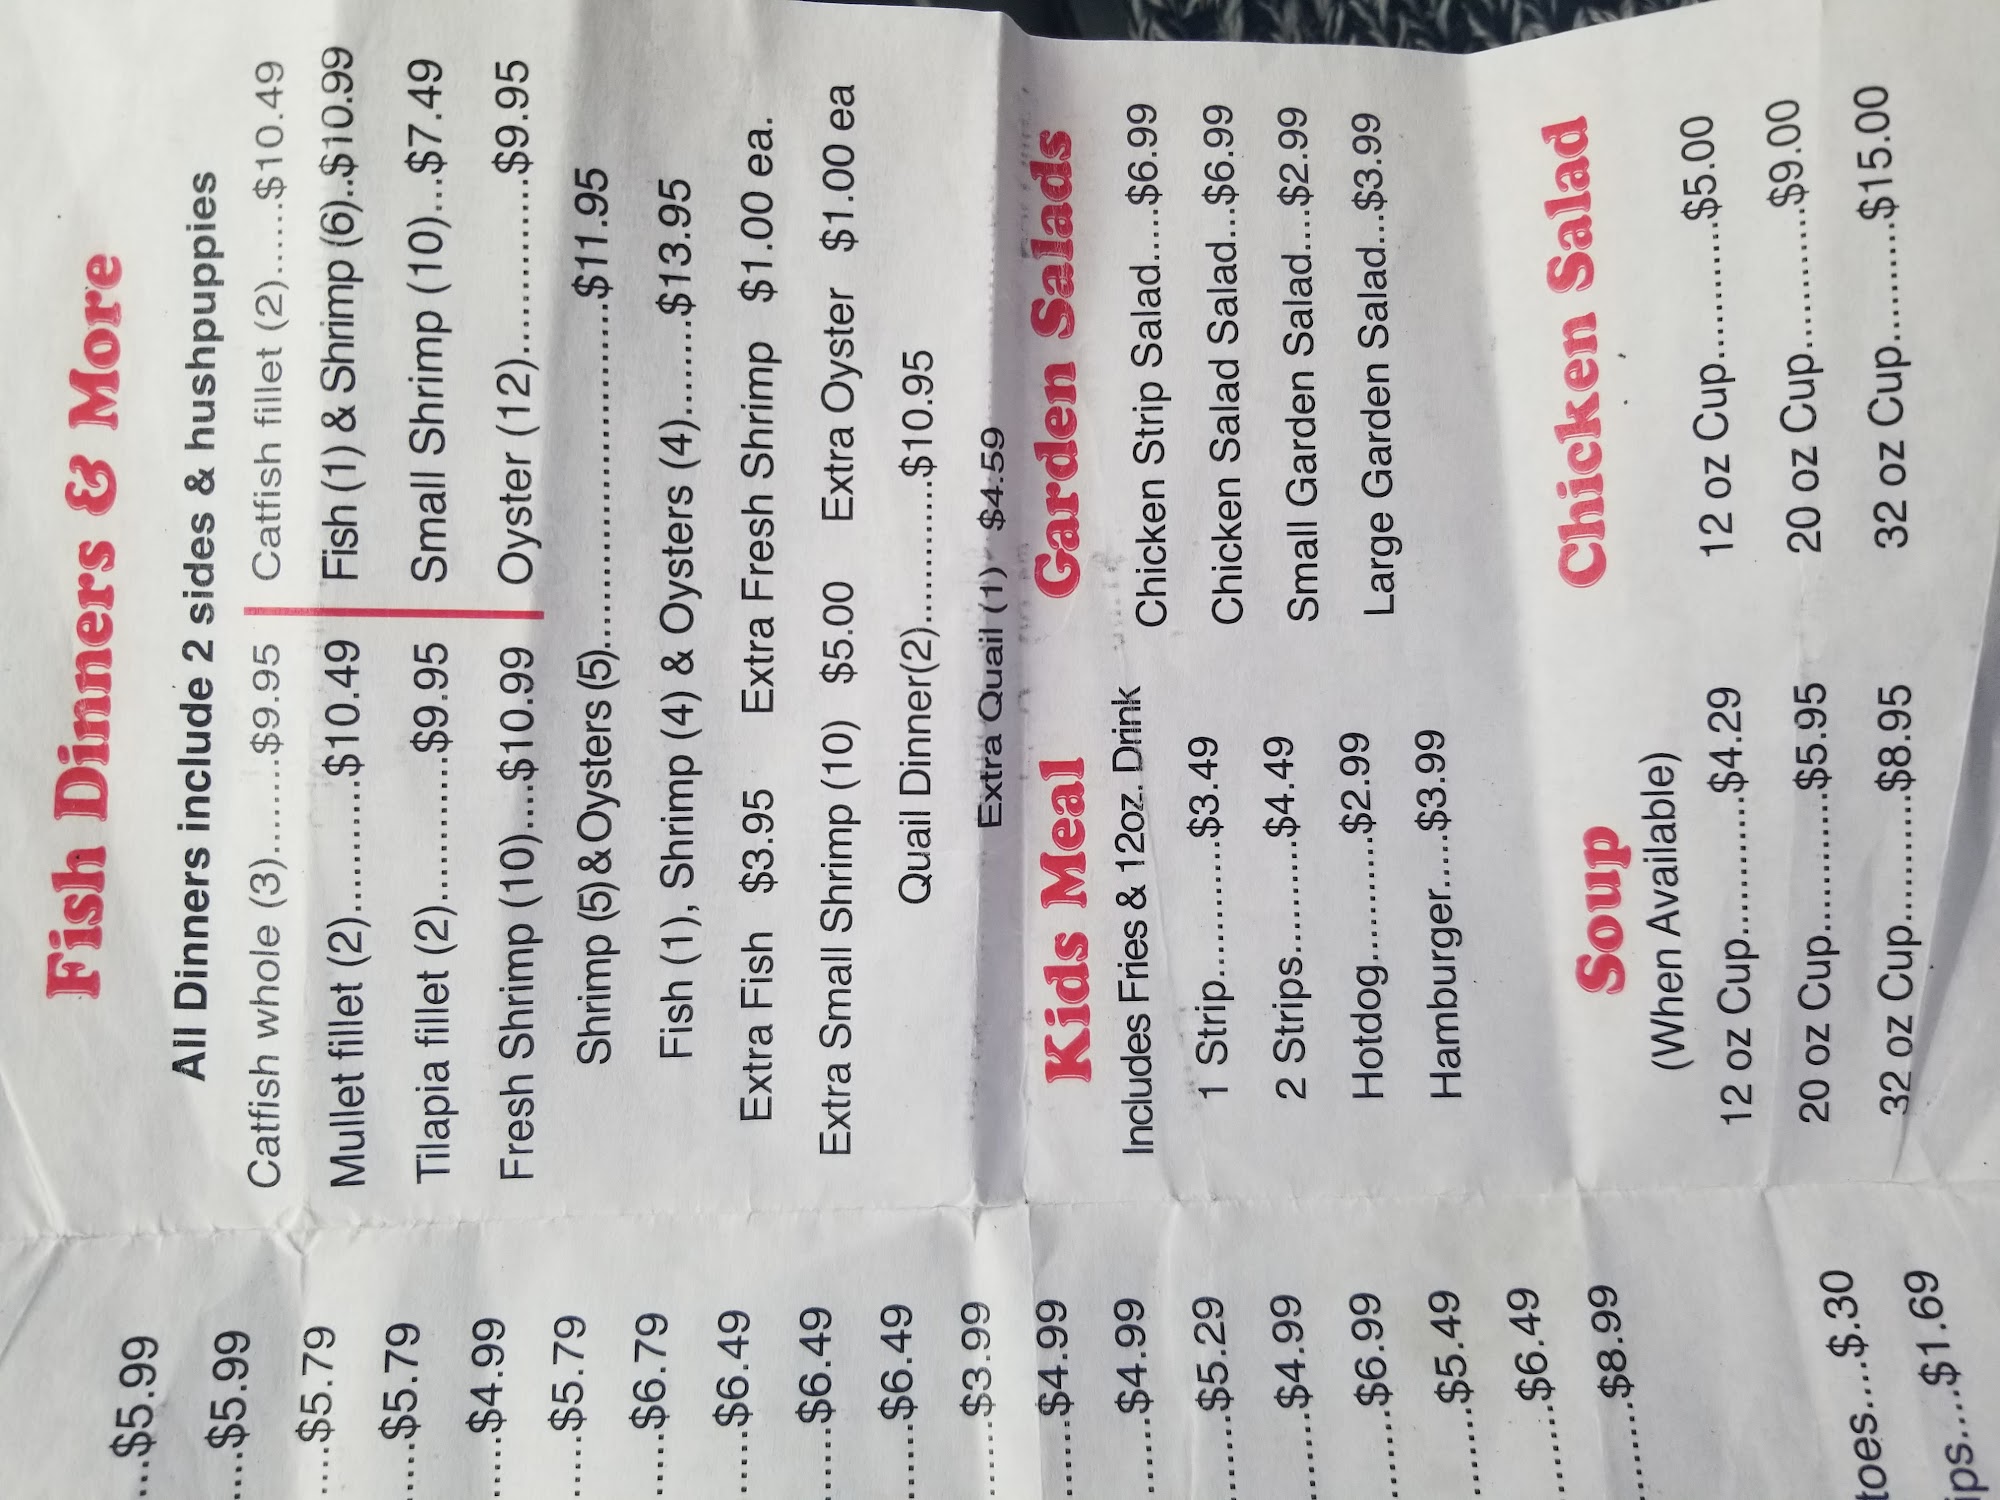 Fish Dinners & More
All Dinners include 2 sides & hushpuppies
Catfish whole (3).......$9.95
Mullet fillet (2)...........$10.49
Tilapia fillet (2)............$9.95
Fresh Shrimp (10)....$10.99
Catfish fillet (2)......$10.49
Fish (1) & Shrimp (6)..$10.99
Small Shrimp (10)...$7.49
Oyster (12)..............$9.95
Shrimp (5) & Oysters (5)............................$11.95
Fish (1), Shrimp (4) & Oysters (4)........$13.95
Extra Fish $3.95 Extra Fresh Shrimp $1.00 ea.
Extra Small Shrimp (10) $5.00 Extra Oyster $1.00 ea
Quail Dinner(2)............$10.95
Extra Quail (1) $4.59
Kids Meal
Includes Fries & 12oz. Drink
1 Strip............$3.49
2 Strips..........$4.49
Hotdog...........$2.99
Hamburger.....$3.99
Garden Salads
Chicken Strip Salad....$6.99
Chicken Salad Salad...$6.99
Small Garden Salad....$2.99
Large Garden Salad...$3.99
Soup
(When Available)
12 oz Cup............$4.29
20 oz Cup............$5.95
32 oz Cup............$8.95
Chicken Salad
12 oz Cup............$5.00
20 oz Cup............$9.00
32 oz Cup..........$15.00
....$5.99
....$5.99
....$5.79
.....$5.79
.....$4.99
.....$5.79
.....$6.79
......$6.49
......$6.49
......$6.49
.......$3.99
.......$4.99
.......$4.99
.......$5.29
........$4.99
........$6.99
........$5.49
........$6.49
.........$8.99
toes....$.30
ips....$1.69